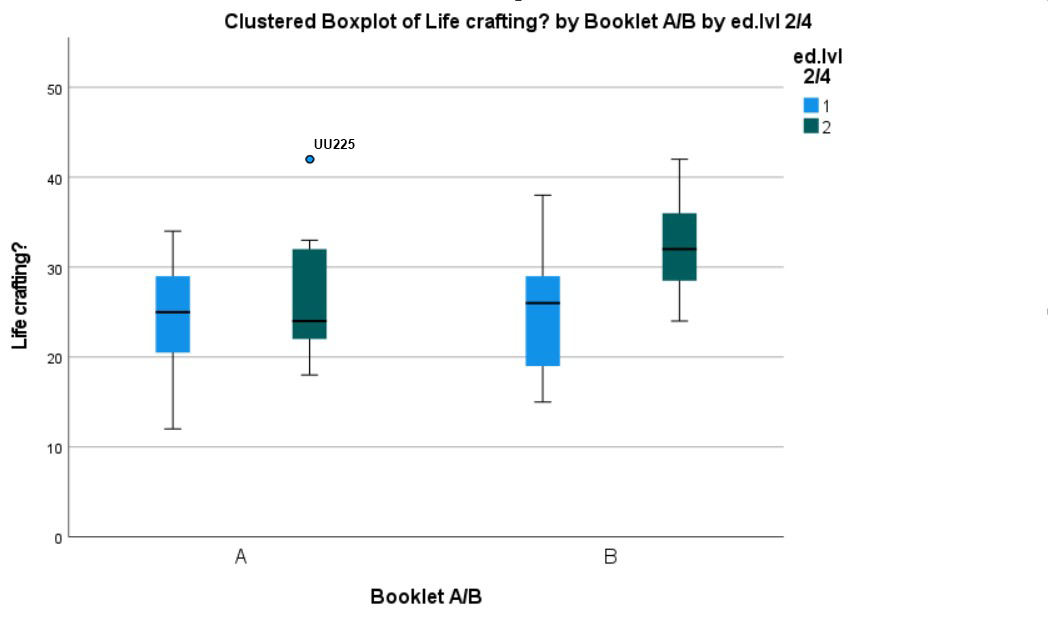 Clustered Boxplot of Life crafting? by Booklet A/B by ed.lvl 2/4
ed.lvl
2/4
1
2
50
40
30
20
10
0
UU225
Life crafting?
A
B
Booklet A/B